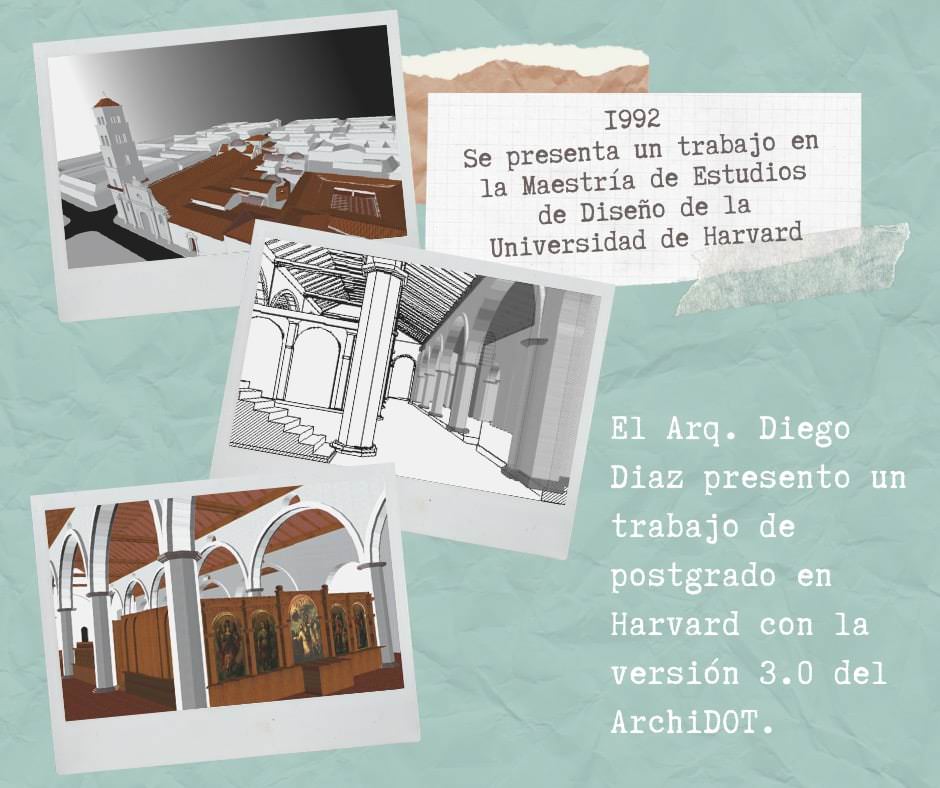 1992
Se presenta un trabajo en
la Maestría de Estudios
de Diseño de la
Universidad de Harvard
El Arq. Diego
Diaz presento un
trabajo de
postgrado en
Harvard con la
versión 3.0 del
ArchiDOT.